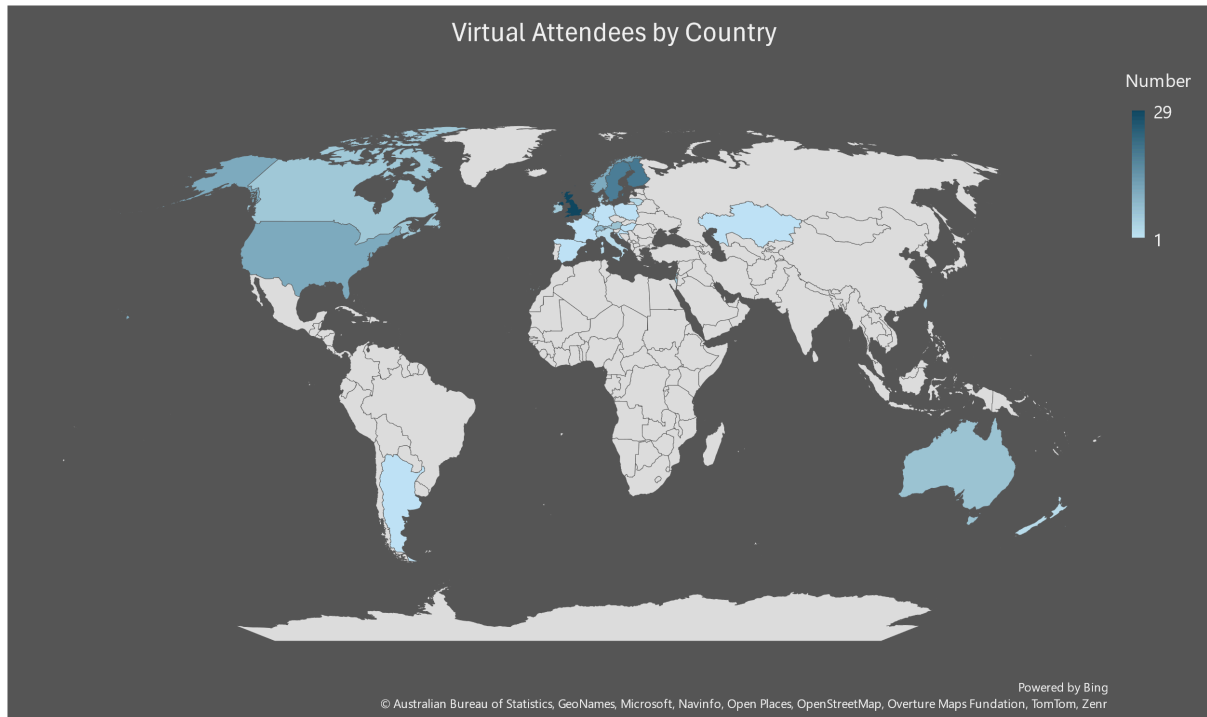 Virtual Attendees by Country
Number
29
1
Powered by Bing
© Australian Bureau of Statistics, GeoNames, Microsoft, Navinfo, Open Places, OpenStreetMap, Overture Maps Fundation, TomTom, Zenr